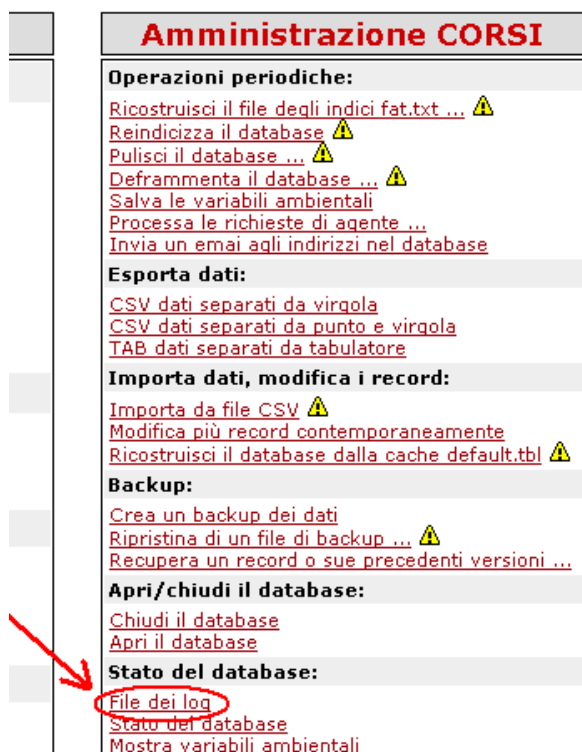 Amministrazione CORSI
Operazioni periodiche:
Ricostruisci il file degli indici fat.txt ...
Reindicizza il database
Pulisci il database ...
Deframmenta il database ...
Salva le variabili ambientali
Processa le richieste di agente ...
Invia un emai agli indirizzi nel database
Esporta dati:
CSV dati separati da virgola
CSV dati separati da punto e virgola
TAB dati separati da tabulatore
Importa dati, modifica i record:
Importa da file CSV
Modifica più record contemporaneamente
Ricostruisci il database dalla cache default.tbl
Backup:
Crea un backup dei dati
Ripristina di un file di backup ...
Recupera un record o sue precedenti versioni ...
Apri/chiudi il database:
Chiudi il database
Apri il database
Stato del database:
File dei log
Stato del database
Mostra variabili ambientali